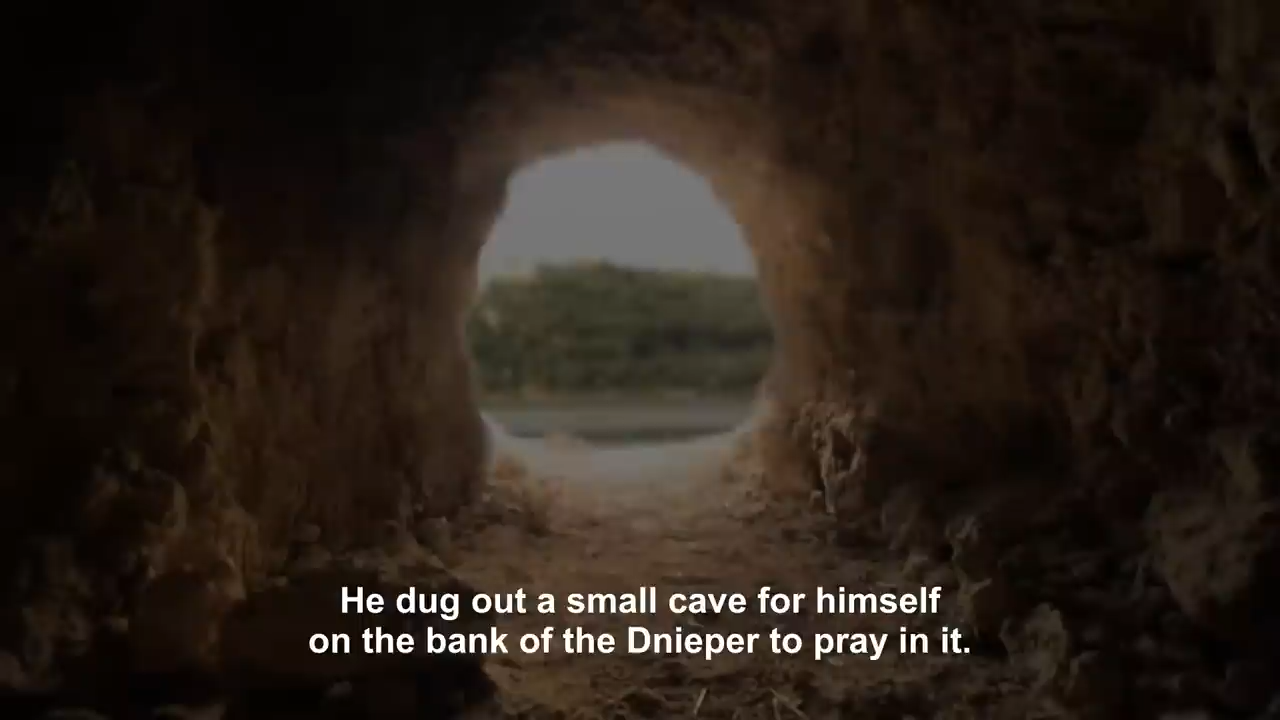 He dug out a small cave for himself
on the bank of the Dnieper to pray in it.